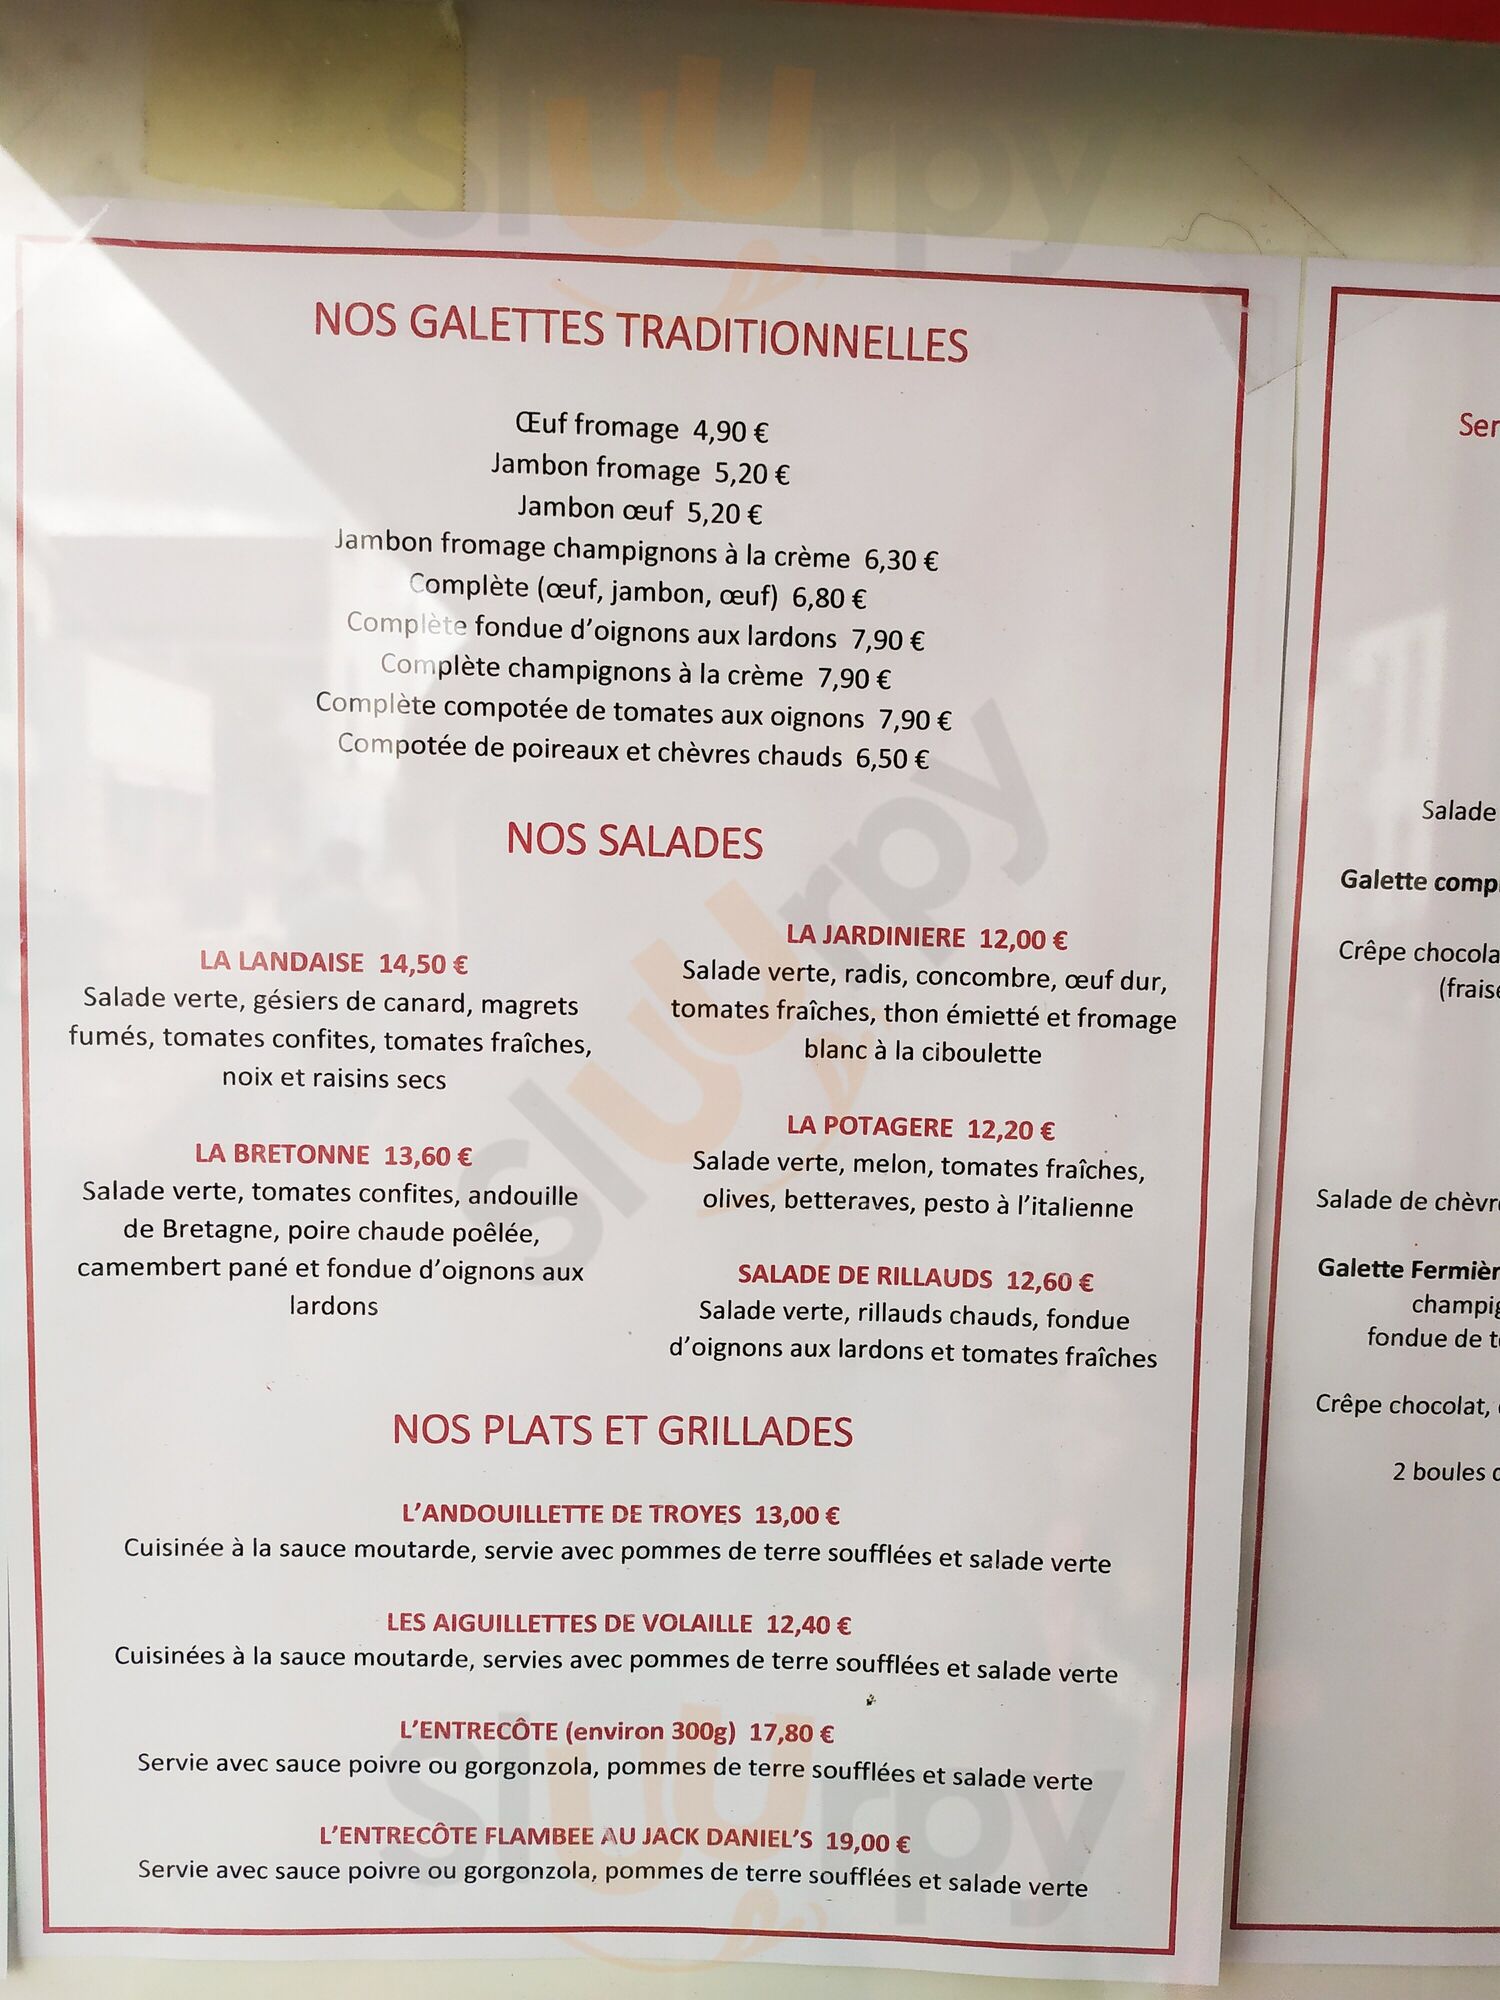 NOS GALETTES TRADITIONNELLES
Œuf fromage 4,90 €
Jambon fromage 5,20 €
Jambon œuf 5,20 €
Jambon fromage champignons à la crème 6,30 €
Complète (œuf, jambon, œuf) 6,80 €
Complète fondue d'oignons aux lardons 7,90 €
Complète champignons à la crème 7,90 €
Complète compotée de tomates aux oignons 7,90 €
Compotée de poireaux et chèvres chauds 6,50 €
NOS SALADES
LA LANDAISE 14,50 €
Salade verte, gésiers de canard, magrets
fumés, tomates confites, tomates fraîches,
noix et raisins secs
LA BRETONNE 13,60 €
Salade verte, tomates confites, andouille
de Bretagne, poire chaude poêlée,
camembert pané et fondue d'oignons aux
lardons
LA JARDINIERE 12,00 €
Salade verte, radis, concombre, œuf dur,
tomates fraîches, thon émietté et fromage
blanc à la ciboulette
LA POTAGERE 12,20 €
Salade verte, melon, tomates fraîches,
olives, betteraves, pesto à l'italienne
SALADE DE RILLAUDS 12,60 €
Salade verte, rillauds chauds, fondue
d'oignons aux lardons et tomates fraîches
NOS PLATS ET GRILLADES
L'ANDOUILLETTE DE TROYES 13,00 €
Cuisinée à la sauce moutarde, servie avec pommes de terre soufflées et salade verte
LES AIGUILLETTES DE VOLAILLE 12,40 €
Cuisinées à la sauce moutarde, servies avec pommes de terre soufflées et salade verte
L'ENTRECÔTE (environ 300g) 17,80 €
Servie avec sauce poivre ou gorgonzola, pommes de terre soufflées et salade verte
L'ENTRECÔTE FLAMBEE AU JACK DANIEL'S 19,00 €
Servie avec sauce poivre ou gorgonzola, pommes de terre soufflées et salade verte
Ser
Salade
Galette comp
Crêpe chocola
(frais
Salade de chèvr
Galette Fermièr
champig
fondue de t
Crêpe chocolat,
2 boules
sluurpy
sluurpy
sluurpy